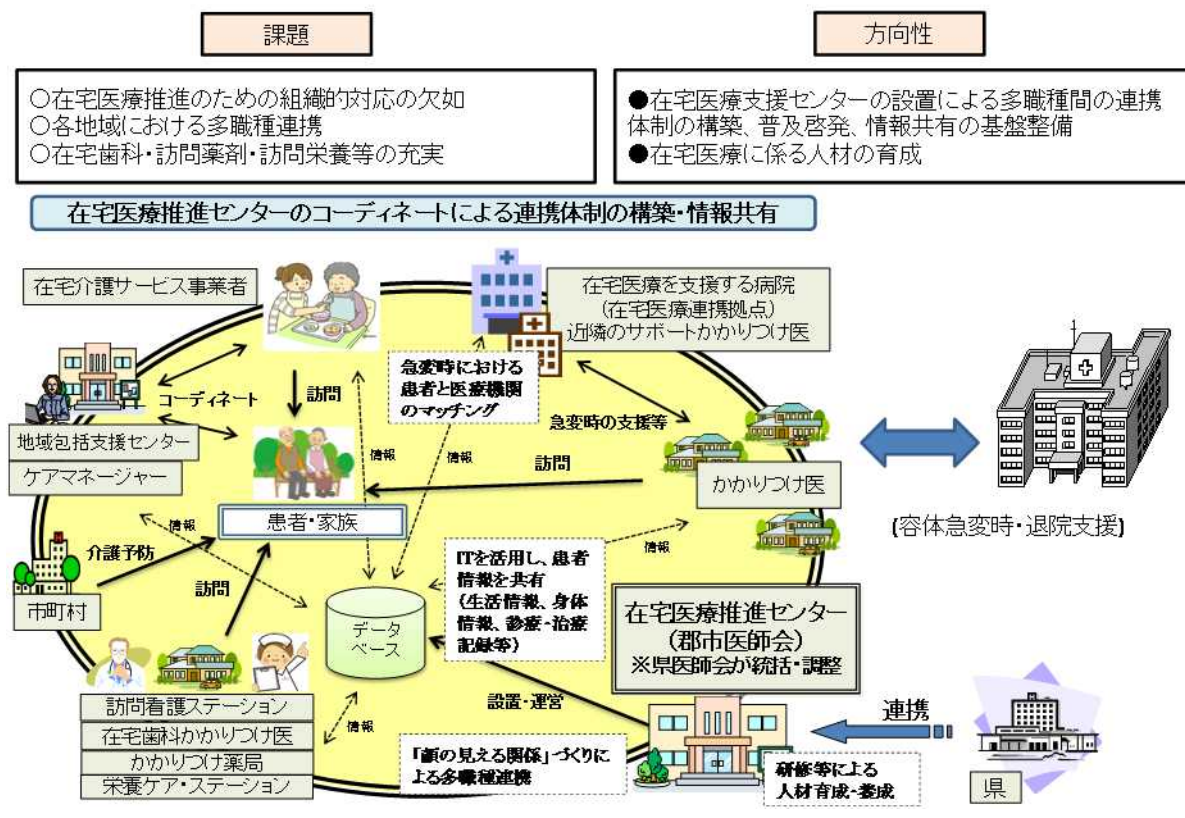 課題
○在宅医療推進のための組織的対応の欠如
○各地域における多職種連携
○在宅歯科・訪問薬剤・訪問栄養等の充実
方向性
●在宅医療支援センターの設置による多職種間の連携
体制の構築、普及啓発、情報共有の基盤整備
●在宅医療に係る人材の育成
在宅医療推進センターのコーディネートによる連携体制の構築・情報共有
在宅介護サービス事業者
在宅医療を支援する病院
(在宅医療連携拠点)
近隣のサポートかかりつけ医
急変時における
患者と医療機関
のマッチング
コーディネート
訪問
急変時の支援等
地域包括支援センター
ケアマネージャー
情報
情報
訪問
かかりつけ医
患者・家族
(容体急変時・退院支援)
情報
情報
介護予防
訪問
市町村
ITを活用し、患者
情報を共有
(生活情報、身体
情報、診療・治療
記録等)
データ
ベース
在宅医療推進センター
(郡市医師会)
※県医師会が統括・調整
訪問看護ステーション
在宅歯科かかりつけ医
かかりつけ薬局
栄養ケア・ステーション
情報
設置・運営
連携
「顔の見える関係」づくりに
よる多職種連携
研修等による
人材育成・養成
県